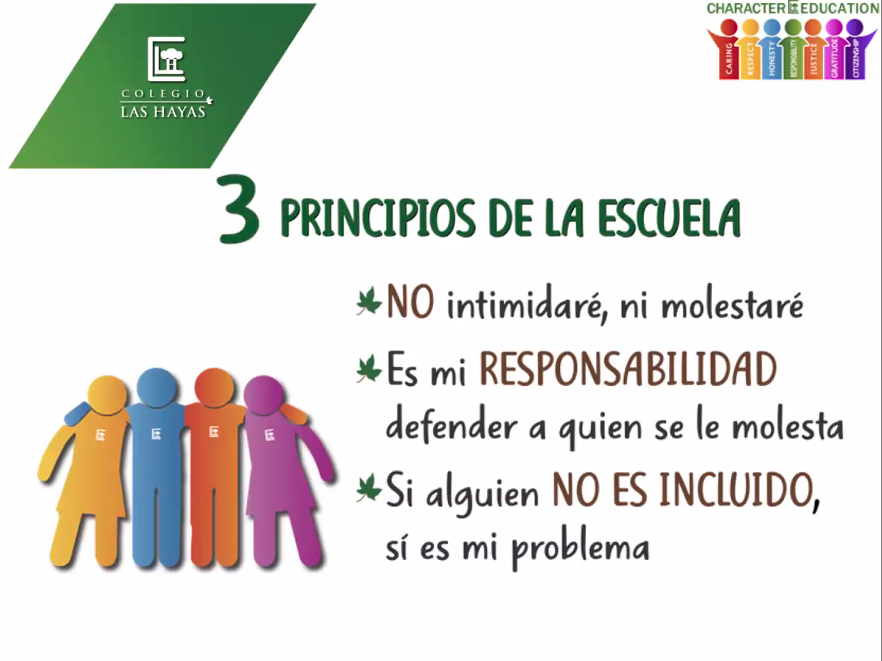 COLEGIO
LAS HAYAS
CHARACTER EDUCATION
CARING
RESPECT
HONESTY
RESPONSIBILITY
JUSTICE
GRATITUDE
CITIZENSHIP
3 PRINCIPIOS DE LA ESCUELA
NO intimidaré, ni molestaré
Es mi RESPONSABILIDAD
defender a quien se le molesta
Si alguien NO ES INCLUIDO,
sí es mi problema